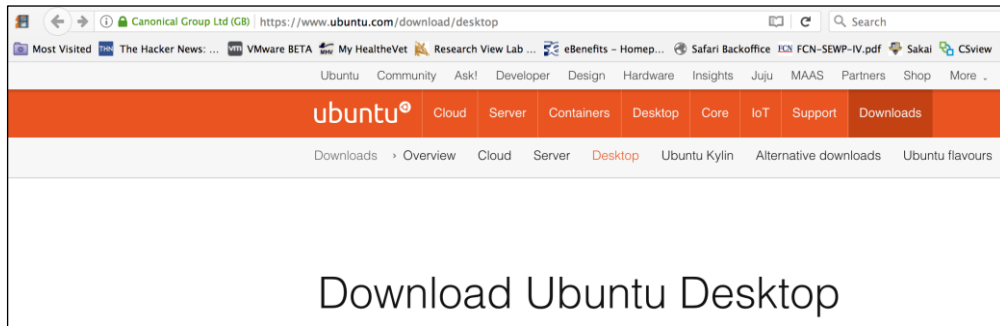 Canonical Group Ltd (GB) https://www.ubuntu.com/download/desktop Search
Most Visited THN The Hacker News: ... vm VMware BETA My HealtheVet Research View Lab ... eBenefits – Homep... Safari Backoffice FCN FCN-SEWP-IV.pdf Sakai CSview
Ubuntu Community Ask! Developer Design Hardware Insights Juju MAAS Partners Shop More
ubuntu Cloud Server Containers Desktop Core IoT Support Downloads
Downloads › Overview Cloud Server Desktop Ubuntu Kylin Alternative downloads Ubuntu flavours
Download Ubuntu Desktop